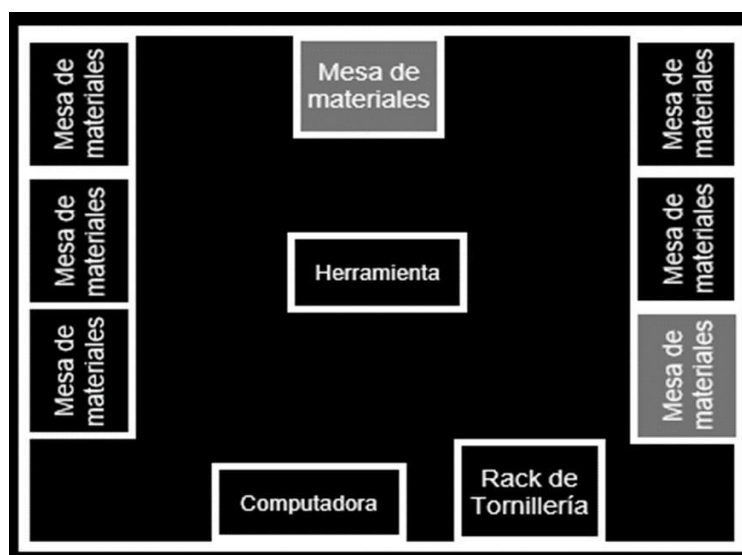 Mesa de
materiales
Mesa de
materiales
Mesa de
materiales
Mesa de
materiales
Mesa de
materiales
Herramienta
Mesa de
materiales
Mesa de
materiales
Computadora
Rack de
Tornillería